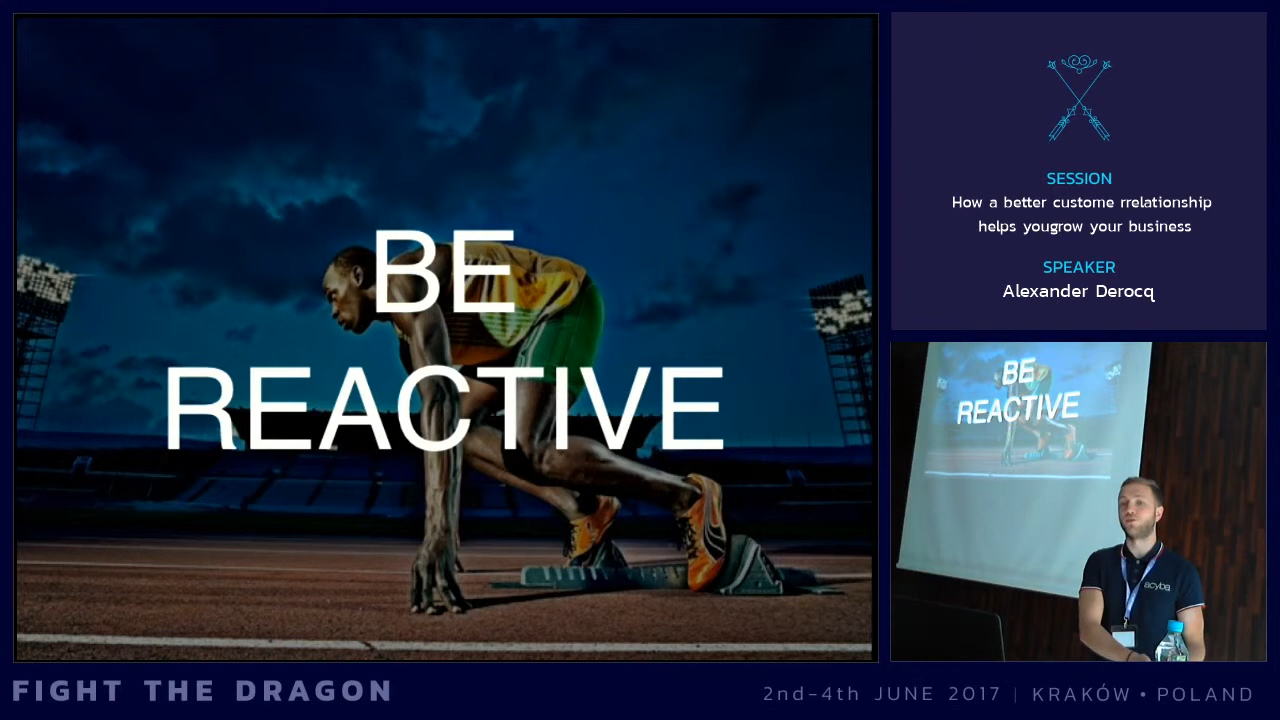 BE
REACTIVE
SESSION
How a better custome rrelationship
helps yougrow your business
SPEAKER
Alexander Derocq
BE
REACTIVE
acyba
FIGHT THE DRAGON
2nd-4th JUNE 2017 | KRAKÓW • POLAND